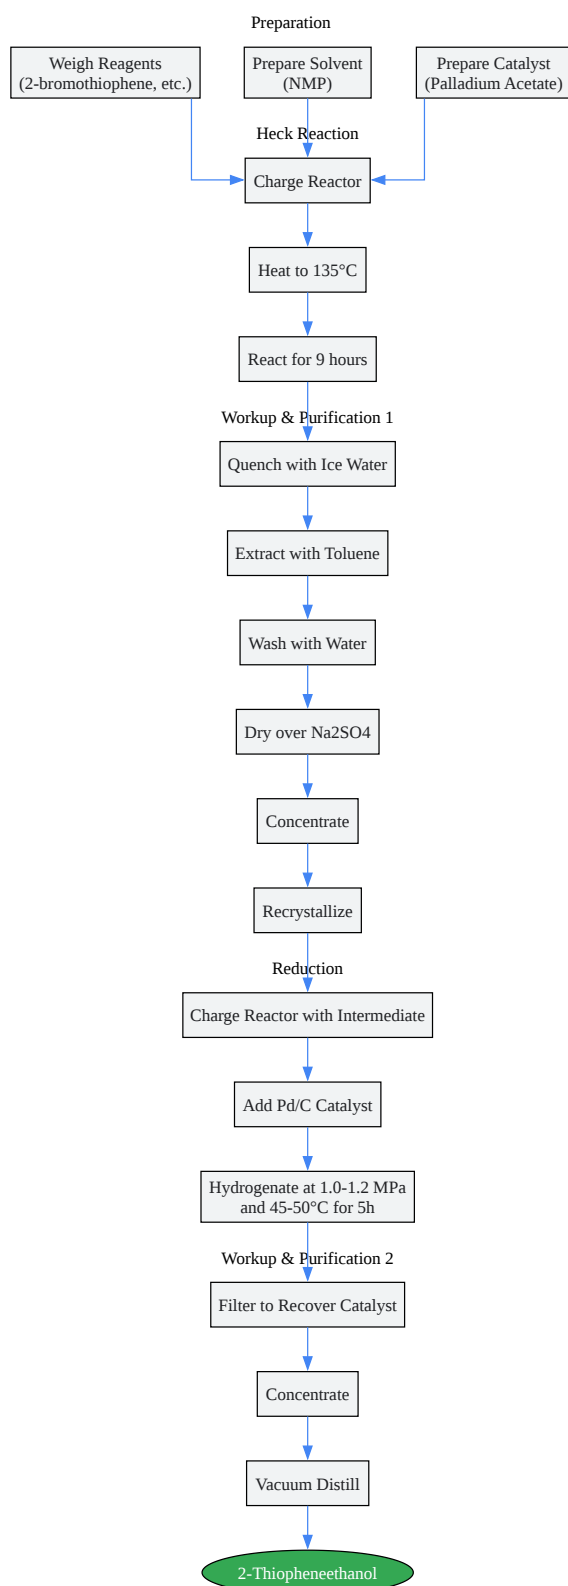 Preparation
Weigh Reagents
(2-bromothiophene, etc.)
Prepare Solvent
(NMP)
Prepare Catalyst
(Palladium Acetate)
Heck Reaction
Charge Reactor
Heat to 135°C
React for 9 hours
Workup & Purification 1
Quench with Ice Water
Extract with Toluene
Wash with Water
Dry over Na2SO4
Concentrate
Recrystallize
Reduction
Charge Reactor with Intermediate
Add Pd/C Catalyst
Hydrogenate at 1.0-1.2 MPa
and 45-50°C for 5h
Workup & Purification 2
Filter to Recover Catalyst
Concentrate
Vacuum Distill
2-Thiopheneethanol